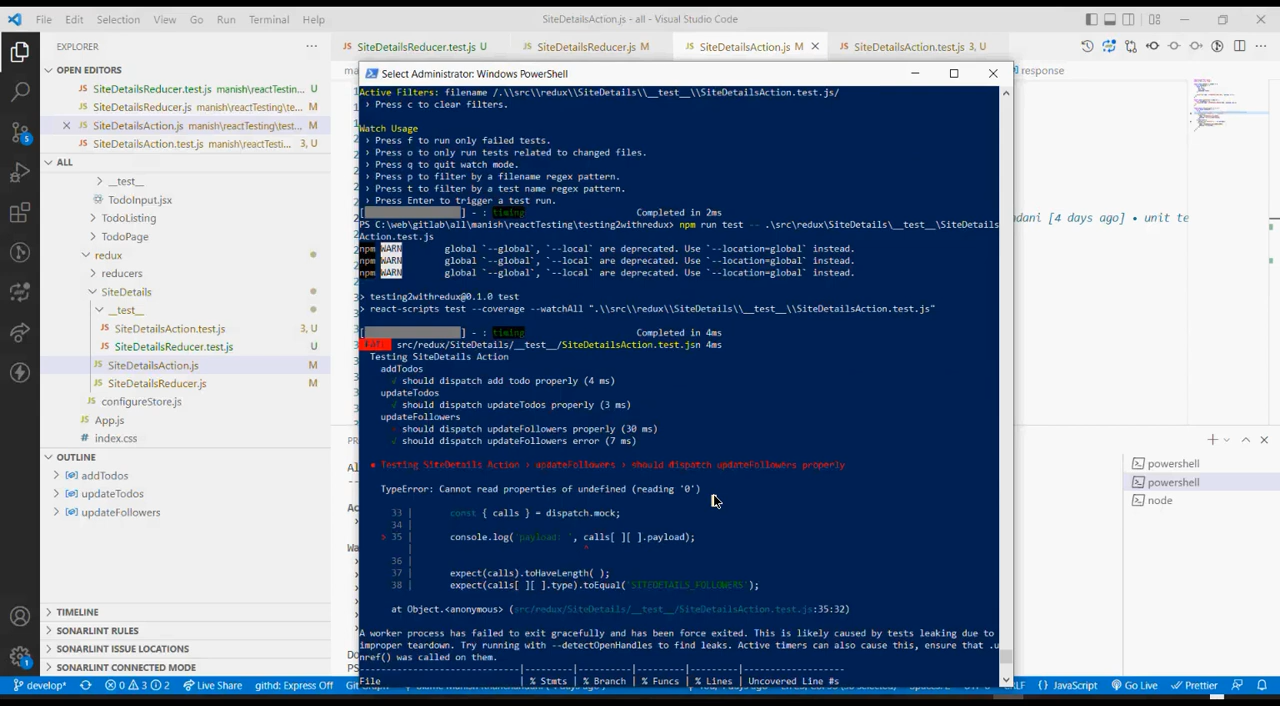 File Edit Selection View Go Run Terminal Help
SiteDetailsAction.js - all - Visual Studio Code
EXPLORER
SiteDetailsReducer.test.js U
SiteDetailsReducer.js M
SiteDetailsAction.js M
SiteDetailsAction.test.js 3, U
OPEN EDITORS
SiteDetailsReducer.test.js U
SiteDetailsReducer.js manish\reactTesting\te... M
SiteDetailsAction.js manish\reactTesting\test... M
SiteDetailsAction.test.js manish\reactTesti... 3, U
ALL
__test__
TodoInput.jsx
TodoListing
TodoPage
redux
reducers
SiteDetails
__test__
SiteDetailsAction.test.js 3, U
SiteDetailsReducer.test.js U
SiteDetailsAction.js M
SiteDetailsReducer.js M
configureStore.js
App.js
index.css
OUTLINE
addTodos
updateTodos
updateFollowers
TIMELINE
SONARLINT RULES
SONARLINT ISSUE LOCATIONS
SONARLINT CONNECTED MODE
response
dani [4 days ago] • unit te
Select Administrator: Windows PowerShell
Active Filters: filename /.\\src\\redux\\SiteDetails\\__test__\\SiteDetailsAction.test.js/
› Press c to clear filters.
Watch Usage
› Press f to run only failed tests.
› Press o to only run tests related to changed files.
› Press q to quit watch mode.
› Press p to filter by a filename regex pattern.
› Press t to filter by a test name regex pattern.
› Press Enter to trigger a test run.
[ ] - : timing Completed in 2ms
PS C:\web\gitlab\all\manish\reactTesting\testing2withredux> npm run test -- .\src\redux\SiteDetails\__test__\SiteDetails
Action.test.js
npm WARN global `--global`, `--local` are deprecated. Use `--location=global` instead.
npm WARN global `--global`, `--local` are deprecated. Use `--location=global` instead.
npm WARN global `--global`, `--local` are deprecated. Use `--location=global` instead.
> testing2withredux@0.1.0 test
> react-scripts test --coverage --watchAll ".\\src\\redux\\SiteDetails\\__test__\\SiteDetailsAction.test.js"
[ ] - : timing Completed in 4ms
FAIL src/redux/SiteDetails/__test__/SiteDetailsAction.test.jsn 4ms
Testing SiteDetails Action
addTodos
√ should dispatch add todo properly (4 ms)
updateTodos
√ should dispatch updateTodos properly (3 ms)
updateFollowers
× should dispatch updateFollowers properly (30 ms)
√ should dispatch updateFollowers error (7 ms)
● Testing SiteDetails Action › updateFollowers › should dispatch updateFollowers properly
TypeError: Cannot read properties of undefined (reading '0')
33 | const { calls } = dispatch.mock;
34 |
> 35 | console.log('payload: ', calls[ ][ ].payload);
| ^
36 |
37 | expect(calls).toHaveLength( );
38 | expect(calls[ ][ ].type).toEqual('SITEDETAILS_FOLLOWERS');
at Object.<anonymous> (src/redux/SiteDetails/__test__/SiteDetailsAction.test.js:35:32)
A worker process has failed to exit gracefully and has been force exited. This is likely caused by tests leaking due to
improper teardown. Try running with --detectOpenHandles to find leaks. Active timers can also cause this, ensure that .u
nref() was called on them.
File | % Stmts | % Branch | % Funcs | % Lines | Uncovered Line #s
powershell
powershell
node
develop* 0 3 2 Live Share githd: Express Off Git Graph
CRLF JavaScript Go Live Prettier